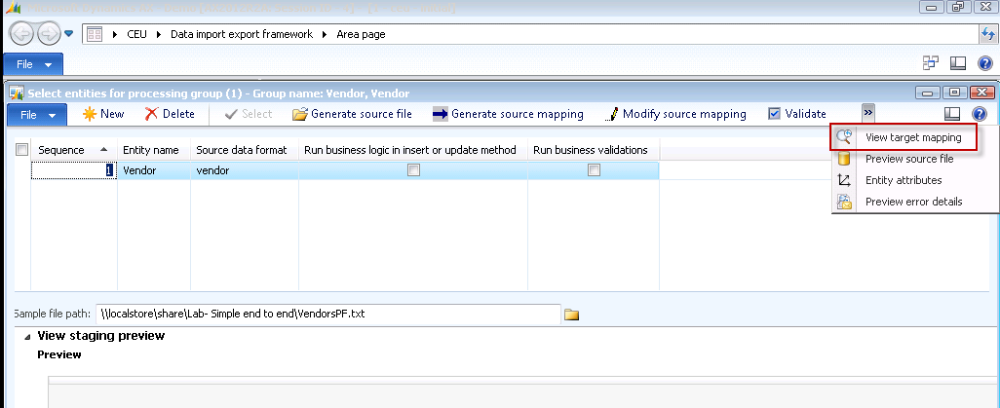 CEU Data import export framework Area page
File
Select entities for processing group (1) - Group name: Vendor, Vendor
File New Delete Select Generate source file Generate source mapping Modify source mapping Validate »
View target mapping
Preview source file
Entity attributes
Preview error details
Sequence Entity name Source data format Run business logic in insert or update method Run business validations
1 Vendor vendor
Sample file path: \\localstore\share\Lab- Simple end to end\VendorsPF.txt
View staging preview
Preview